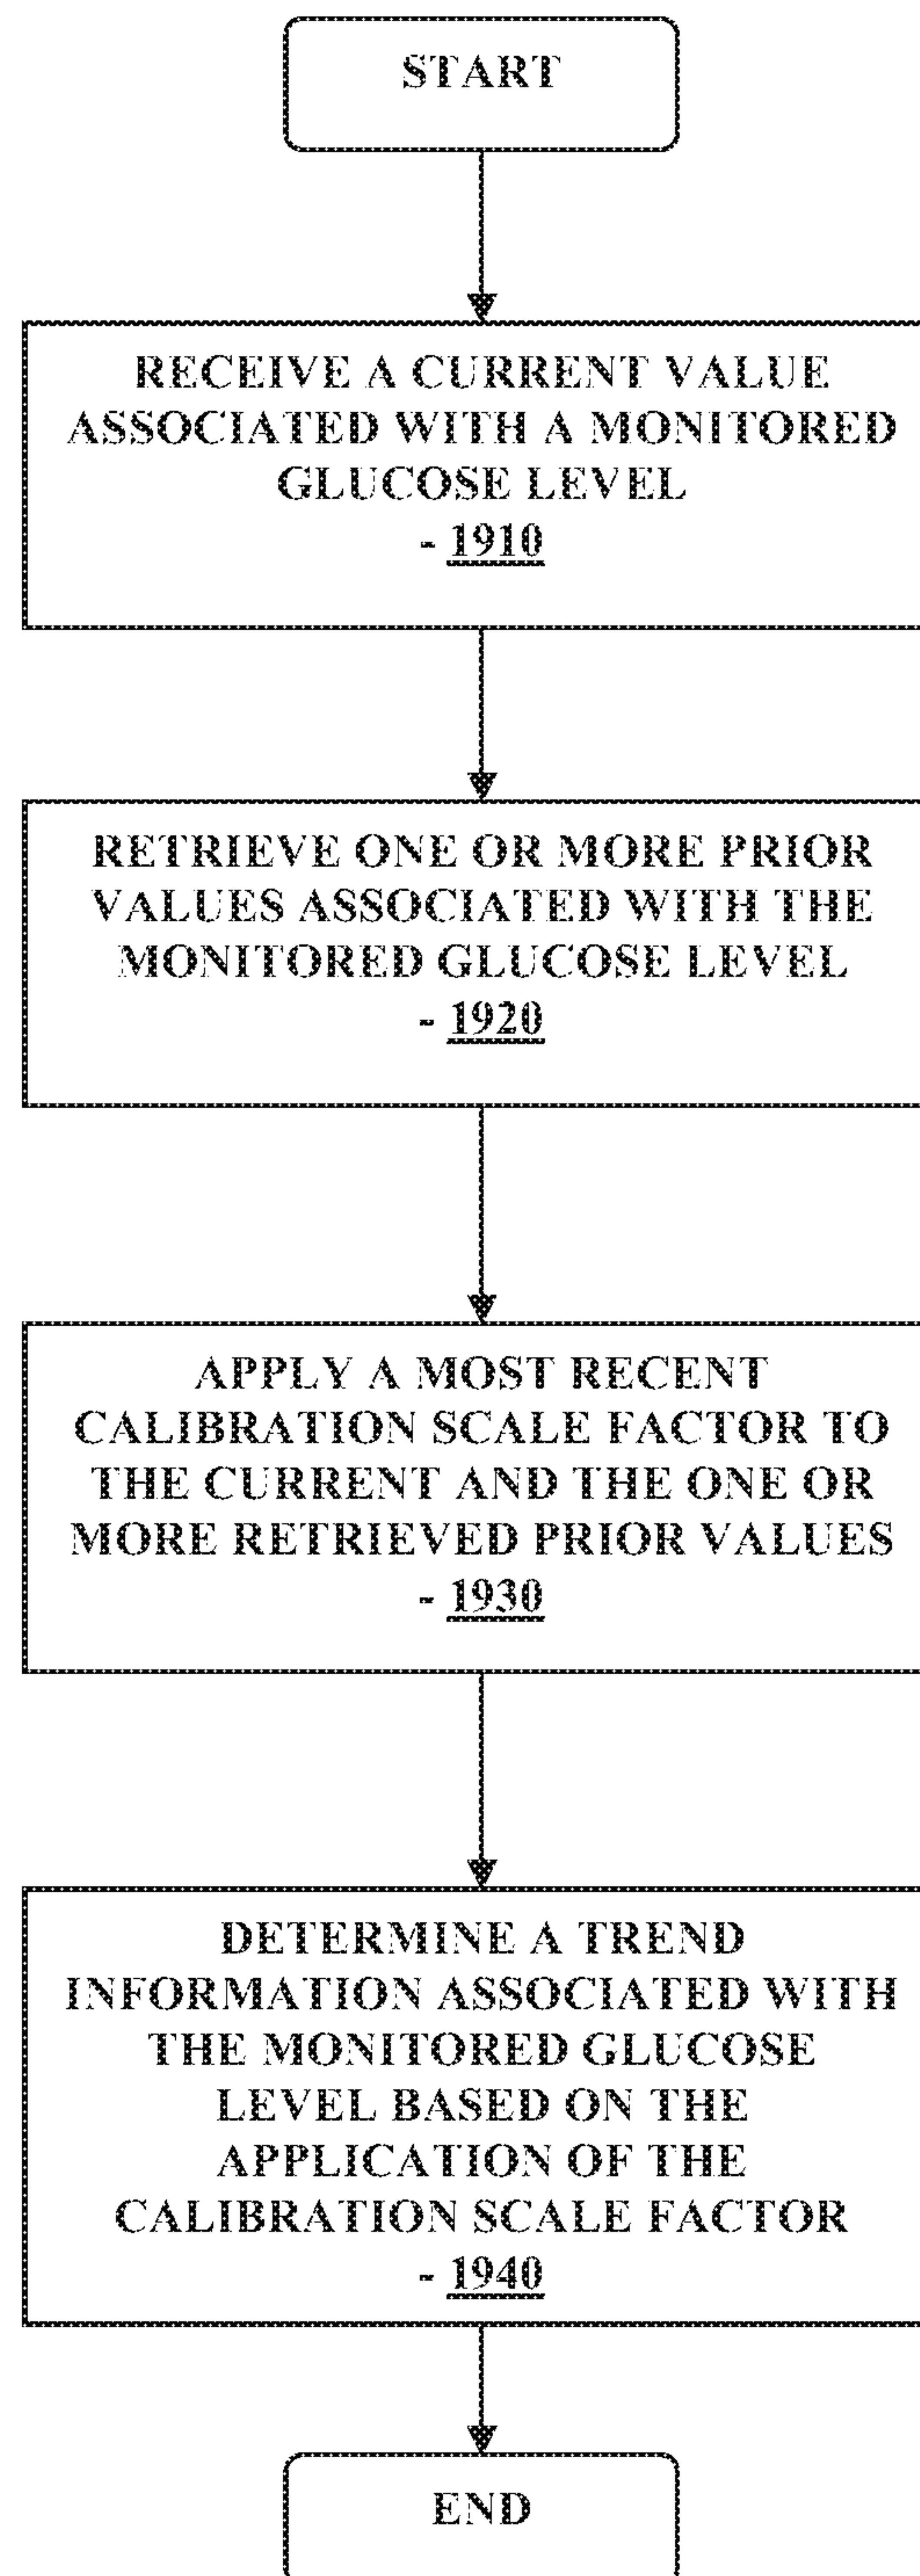 START
RECEIVE A CURRENT VALUE
ASSOCIATED WITH A MONITORED
GLUCOSE LEVEL
- 1910
RETRIEVE ONE OR MORE PRIOR
VALUES ASSOCIATED WITH THE
MONITORED GLUCOSE LEVEL
- 1920
APPLY A MOST RECENT
CALIBRATION SCALE FACTOR TO
THE CURRENT AND THE ONE OR
MORE RETRIEVED PRIOR VALUES
- 1930
DETERMINE A TREND
INFORMATION ASSOCIATED WITH
THE MONITORED GLUCOSE
LEVEL BASED ON THE
APPLICATION OF THE
CALIBRATION SCALE FACTOR
- 1940
END